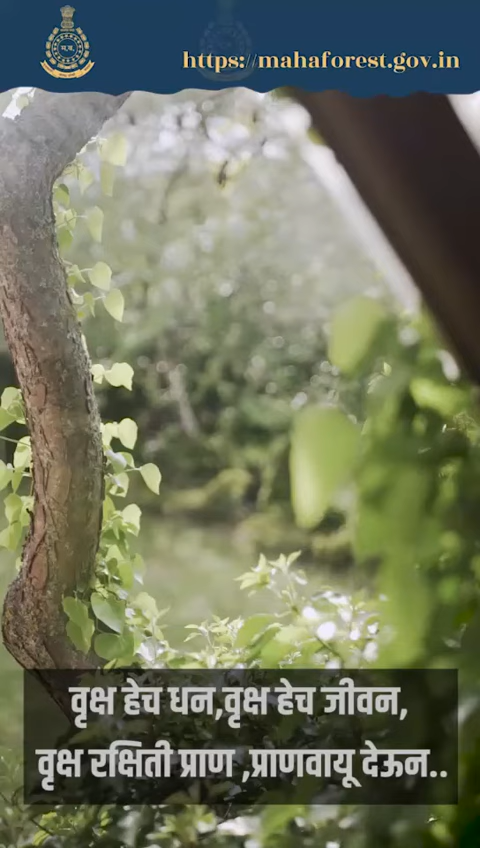 म.व.
https://mahaforest.gov.in
वृक्ष हेच धन,वृक्ष हेच जीवन,
वृक्ष रक्षिती प्राण ,प्राणवायू देऊन..